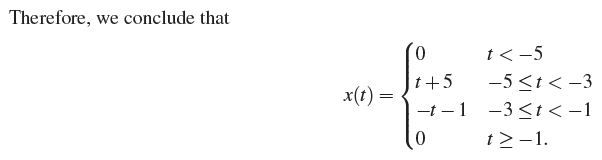 Therefore, we conclude that
x(t) = { 0 t < −5
t + 5 −5 ≤ t < −3
−t − 1 −3 ≤ t < −1
0 t ≥ −1.